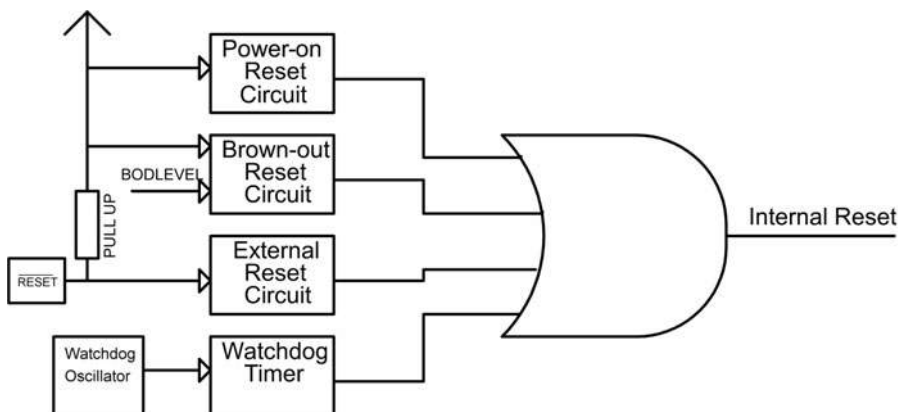 Power-on
Reset
Circuit
Brown-out
Reset
Circuit
BODLEVEL
PULL UP
External
Reset
Circuit
RESET
Watchdog
Oscillator
Watchdog
Timer
Internal Reset